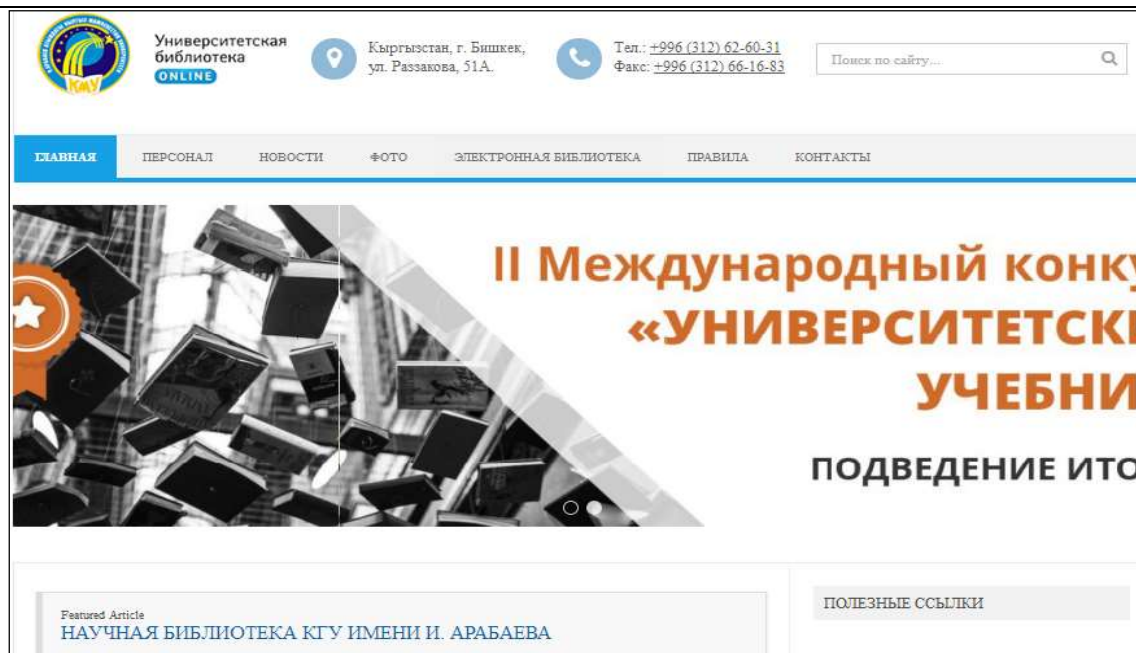 КМУ
Университетская
библиотека
ONLINE
Кыргызстан, г. Бишкек,
ул. Раззакова, 51А.
Тел.: +996 (312) 62-60-31
Факс: +996 (312) 66-16-83
Поиск по сайту...
ГЛАВНАЯ ПЕРСОНАЛ НОВОСТИ ФОТО ЭЛЕКТРОННАЯ БИБЛИОТЕКА ПРАВИЛА КОНТАКТЫ
II Международный конку
«УНИВЕРСИТЕТСКИ
УЧЕБНИ
ПОДВЕДЕНИЕ ИТО
Featured Article
НАУЧНАЯ БИБЛИОТЕКА КГУ ИМЕНИ И. АРАБАЕВА
ПОЛЕЗНЫЕ ССЫЛКИ